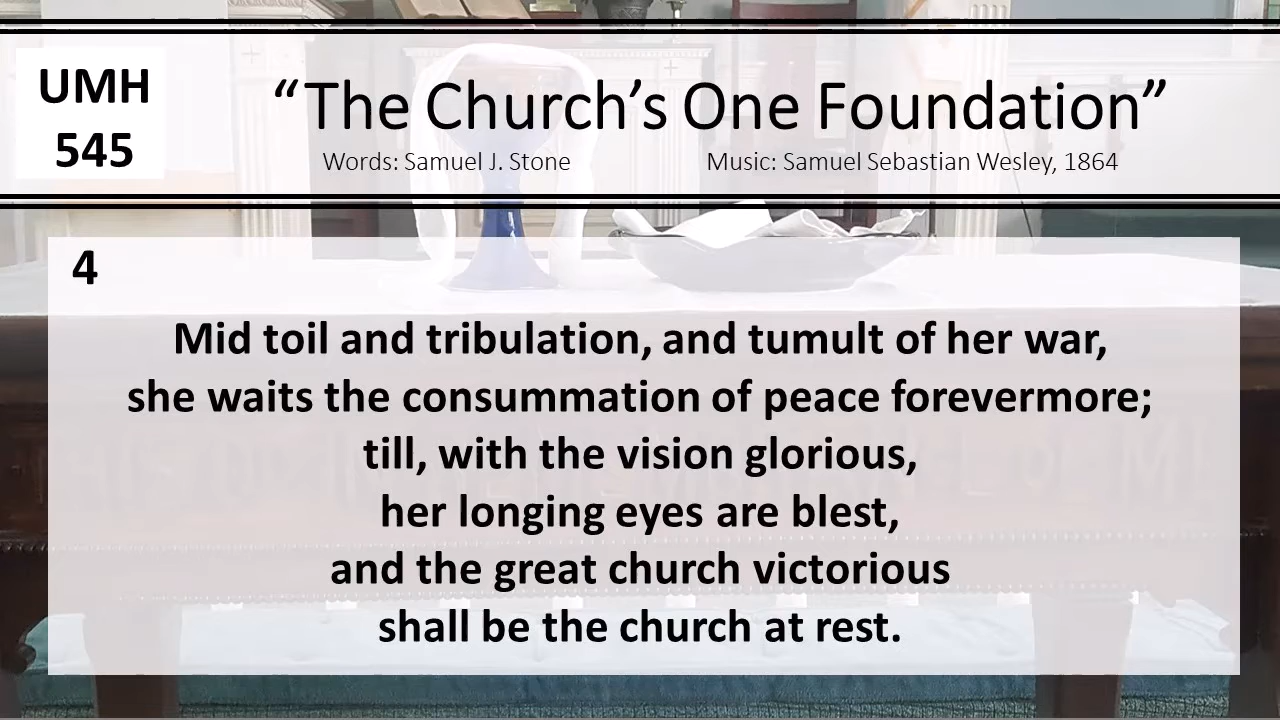 UMH
545
“The Church’s One Foundation”
Words: Samuel J. Stone Music: Samuel Sebastian Wesley, 1864
4
Mid toil and tribulation, and tumult of her war,
she waits the consummation of peace forevermore;
till, with the vision glorious,
her longing eyes are blest,
and the great church victorious
shall be the church at rest.